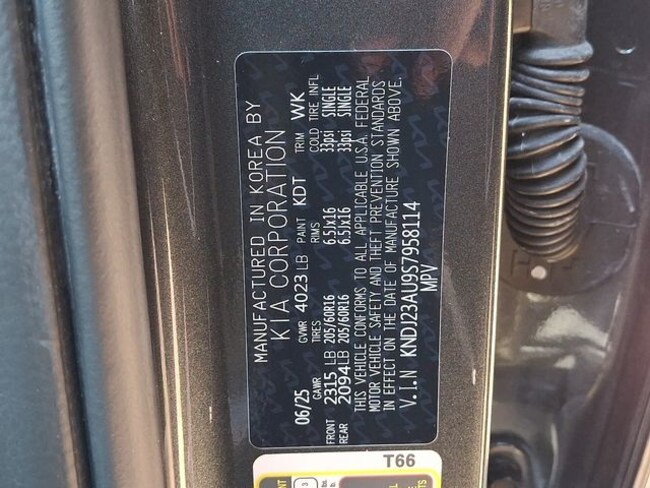 MANUFACTURED IN KOREA BY
KIA CORPORATION
06/25 GVWR 4023 LB PAINT KDT TRIM WK
GAWR TIRES RIMS COLD TIRE INFL
FRONT 2315 LB 205/60R16 6.5Jx16 33psi SINGLE
REAR 2094LB 205/60R16 6.5Jx16 33psi SINGLE
THIS VEHICLE CONFORMS TO ALL APPLICABLE U.S.A. FEDERAL
MOTOR VEHICLE SAFETY AND THEFT PREVENTION STANDARDS
IN EFFECT ON THE DATE OF MANUFACTURE SHOWN ABOVE.
V.I.N KNDJ23AU9S7958114
MPV
T66